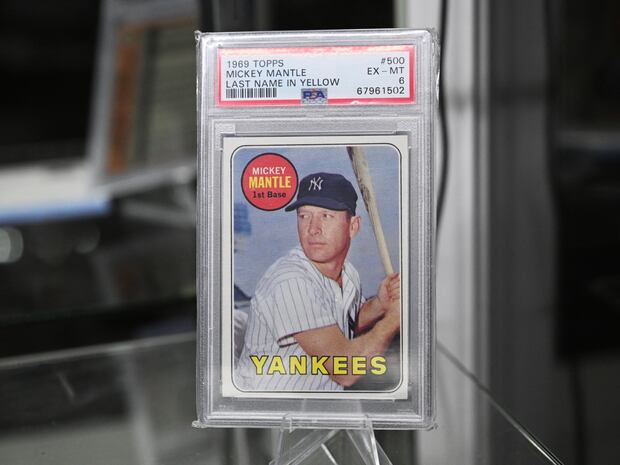 1969 TOPPS #500
MICKEY MANTLE EX - MT
LAST NAME IN YELLOW 6
PSA 67961502
MICKEY
MANTLE
1st Base
NY
YANKEES